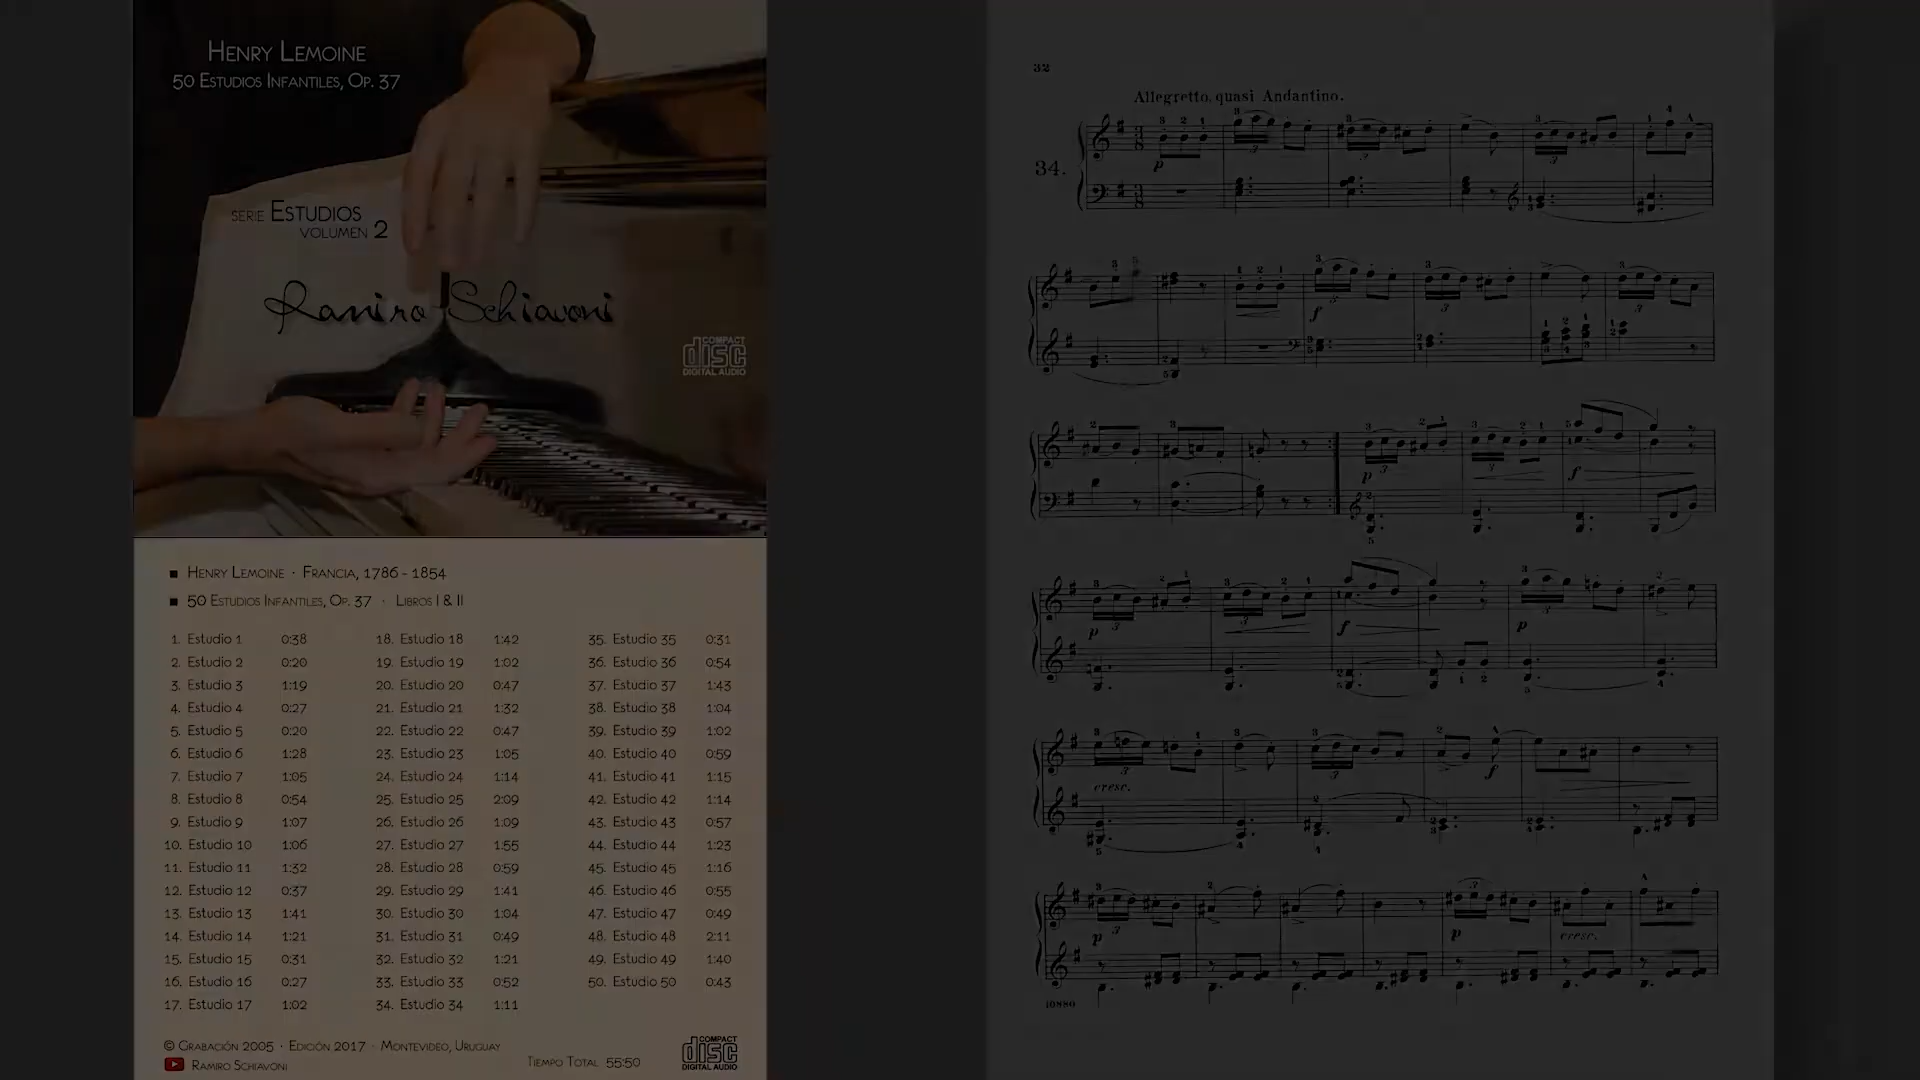 HENRY LEMOINE
50 ESTUDIOS INFANTILES, OP. 37
SERIE ESTUDIOS
VOLUMEN 2
Ramiro Schiavoni
COMPACT
disc
DIGITAL AUDIO
■ HENRY LEMOINE · FRANCIA, 1786 - 1854
■ 50 ESTUDIOS INFANTILES, OP. 37 · LIBROS I & II
1. Estudio 1 0:38
2. Estudio 2 0:20
3. Estudio 3 1:19
4. Estudio 4 0:27
5. Estudio 5 0:20
6. Estudio 6 1:28
7. Estudio 7 1:05
8. Estudio 8 0:54
9. Estudio 9 1:07
10. Estudio 10 1:06
11. Estudio 11 1:32
12. Estudio 12 0:37
13. Estudio 13 1:41
14. Estudio 14 1:21
15. Estudio 15 0:31
16. Estudio 16 0:27
17. Estudio 17 1:02
18. Estudio 18 1:42
19. Estudio 19 1:02
20. Estudio 20 0:47
21. Estudio 21 1:32
22. Estudio 22 0:47
23. Estudio 23 1:05
24. Estudio 24 1:14
25. Estudio 25 2:09
26. Estudio 26 1:09
27. Estudio 27 1:55
28. Estudio 28 0:59
29. Estudio 29 1:41
30. Estudio 30 1:04
31. Estudio 31 0:49
32. Estudio 32 1:21
33. Estudio 33 0:52
34. Estudio 34 1:11
35. Estudio 35 0:31
36. Estudio 36 0:54
37. Estudio 37 1:43
38. Estudio 38 1:04
39. Estudio 39 1:02
40. Estudio 40 0:59
41. Estudio 41 1:15
42. Estudio 42 1:14
43. Estudio 43 0:57
44. Estudio 44 1:23
45. Estudio 45 1:16
46. Estudio 46 0:55
47. Estudio 47 0:49
48. Estudio 48 2:11
49. Estudio 49 1:40
50. Estudio 50 0:43
© GRABACIÓN 2005 · EDICIÓN 2017 · MONTEVIDEO, URUGUAY
RAMIRO SCHIAVONI
TIEMPO TOTAL 55:50
COMPACT
disc
DIGITAL AUDIO
32
Allegretto, quasi Andantino.
34.
p
f
p
f
p
f
p
cresc.
f
p
p
cresc.
10880